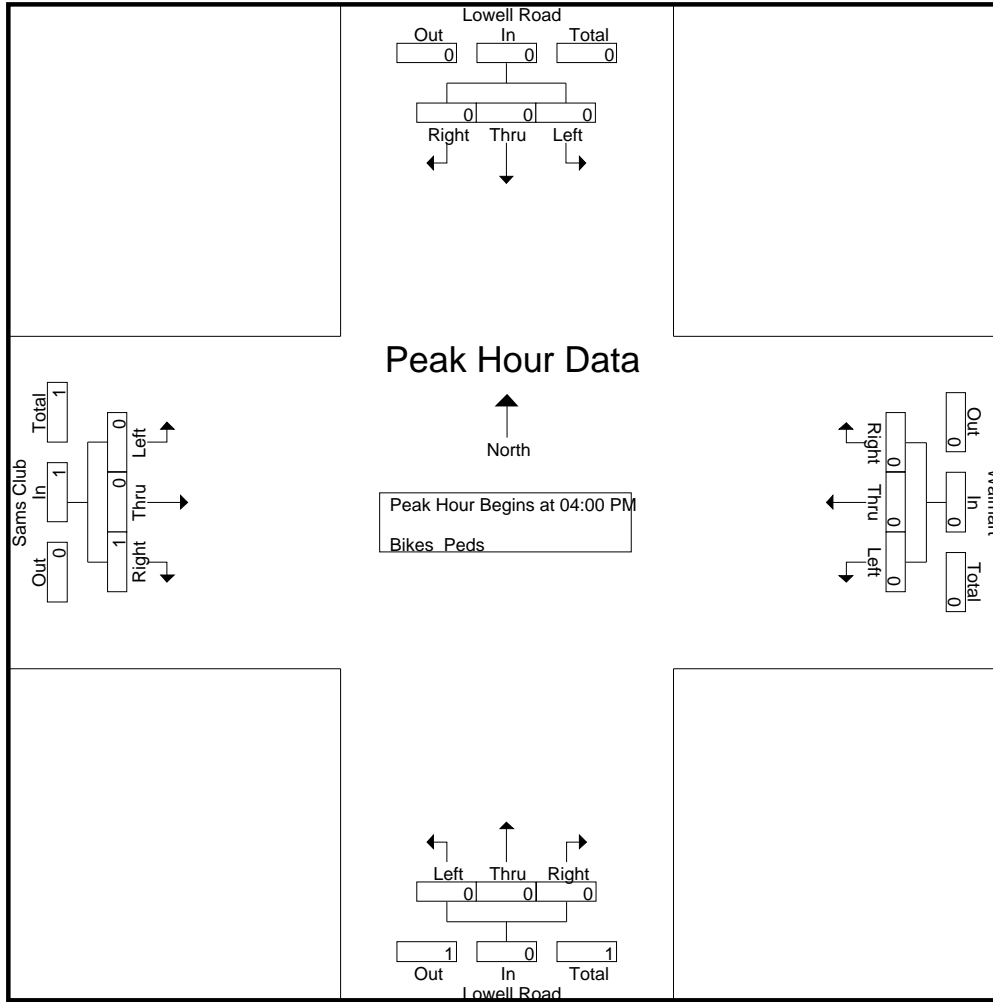 Lowell Road
Out In Total
0 0 0
0 0 0
Right Thru Left
Peak Hour Data
North
Peak Hour Begins at 04:00 PM
Bikes Peds
Sams Club
Out In Total
0 1 1
Right Thru Left
1 0 0
Walmart
Out In Total
0 0 0
Right Thru Left
0 0 0
Left Thru Right
0 0 0
1 0 1
Out In Total
Lowell Road